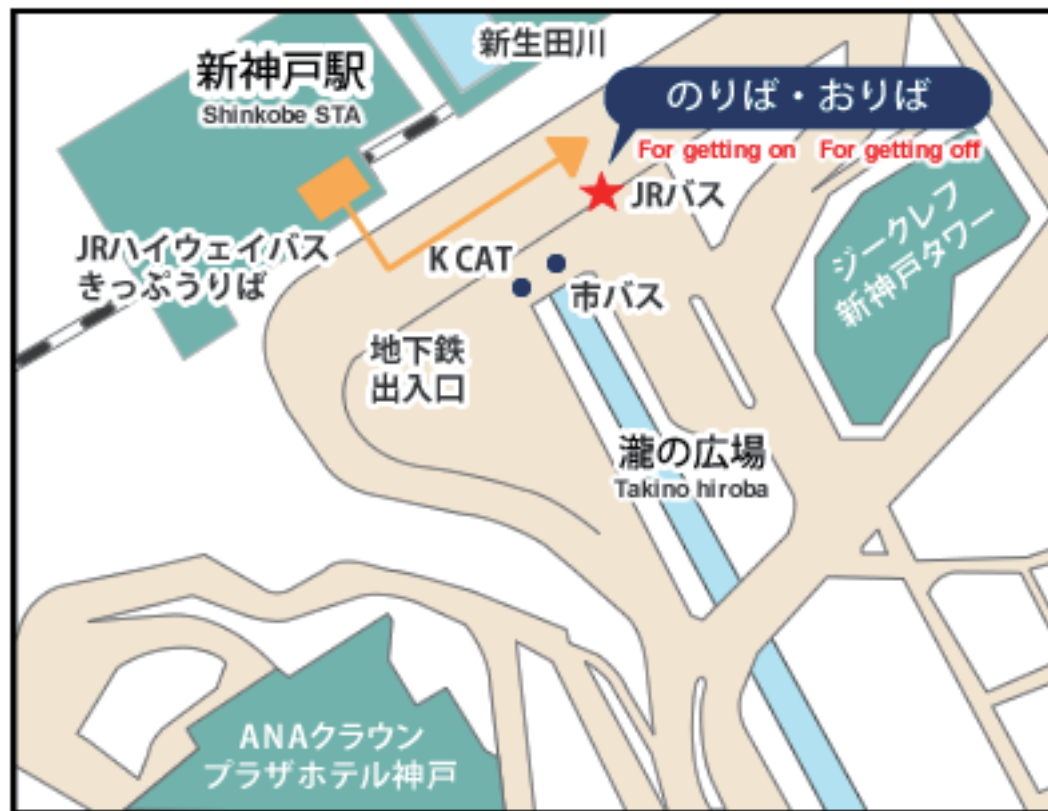 新神戸駅
Shinkobe STA
新生田川
のりば・おりば
For getting on For getting off
JRバス
JRハイウェイバス
きっぷうりば
K CAT
市バス
ジークレフ
新神戸タワー
地下鉄
出入口
瀧の広場
Takino hiroba
ANAクラウン
プラザホテル神戸